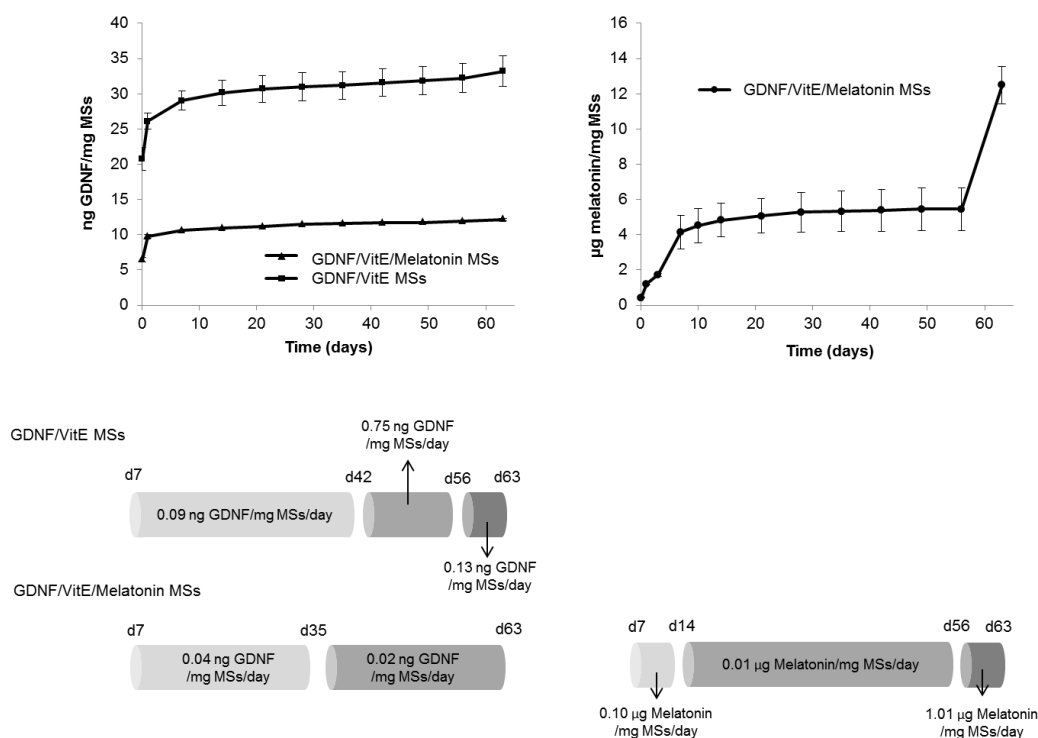 40
35
30
25
20
15
10
5
0
ng GDNF/mg MSs
GDNF/VitE/Melatonin MSs
GDNF/VitE MSs
0 10 20 30 40 50 60
Time (days)
16
14
12
10
8
6
4
2
0
µg melatonin/mg MSs
GDNF/VitE/Melatonin MSs
0 10 20 30 40 50 60
Time (days)
GDNF/VitE MSs
0.75 ng GDNF
/mg MSs/day
d7 d42 d56 d63
0.09 ng GDNF/mg MSs/day
0.13 ng GDNF
/mg MSs/day
GDNF/VitE/Melatonin MSs
d7 d35 d63
0.04 ng GDNF
/mg MSs/day
0.02 ng GDNF
/mg MSs/day
d7 d14 d56 d63
0.01 µg Melatonin/mg MSs/day
0.10 µg Melatonin
/mg MSs/day
1.01 µg Melatonin
/mg MSs/day